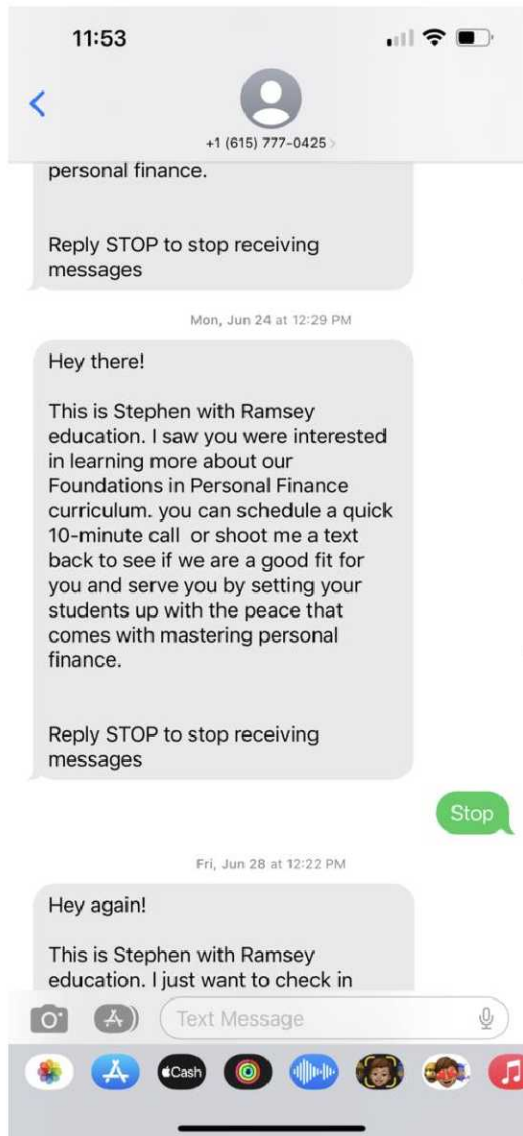 11:53
+1 (615) 777-0425 >
personal finance.
Reply STOP to stop receiving
messages
Mon, Jun 24 at 12:29 PM
Hey there!
This is Stephen with Ramsey
education. I saw you were interested
in learning more about our
Foundations in Personal Finance
curriculum. you can schedule a quick
10-minute call  or shoot me a text
back to see if we are a good fit for
you and serve you by setting your
students up with the peace that
comes with mastering personal
finance.
Reply STOP to stop receiving
messages
Stop
Fri, Jun 28 at 12:22 PM
Hey again!
This is Stephen with Ramsey
education. I just want to check in
Text Message
Cash